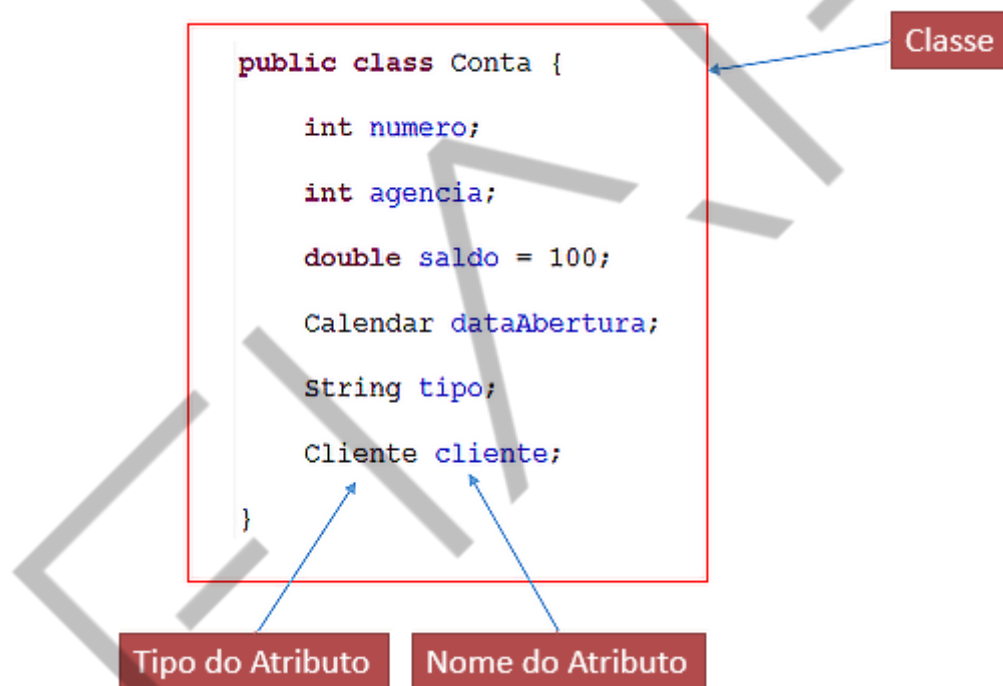 Classe
public class Conta {
int numero;
int agencia;
double saldo = 100;
Calendar dataAbertura;
String tipo;
Cliente cliente;
}
Tipo do Atributo
Nome do Atributo